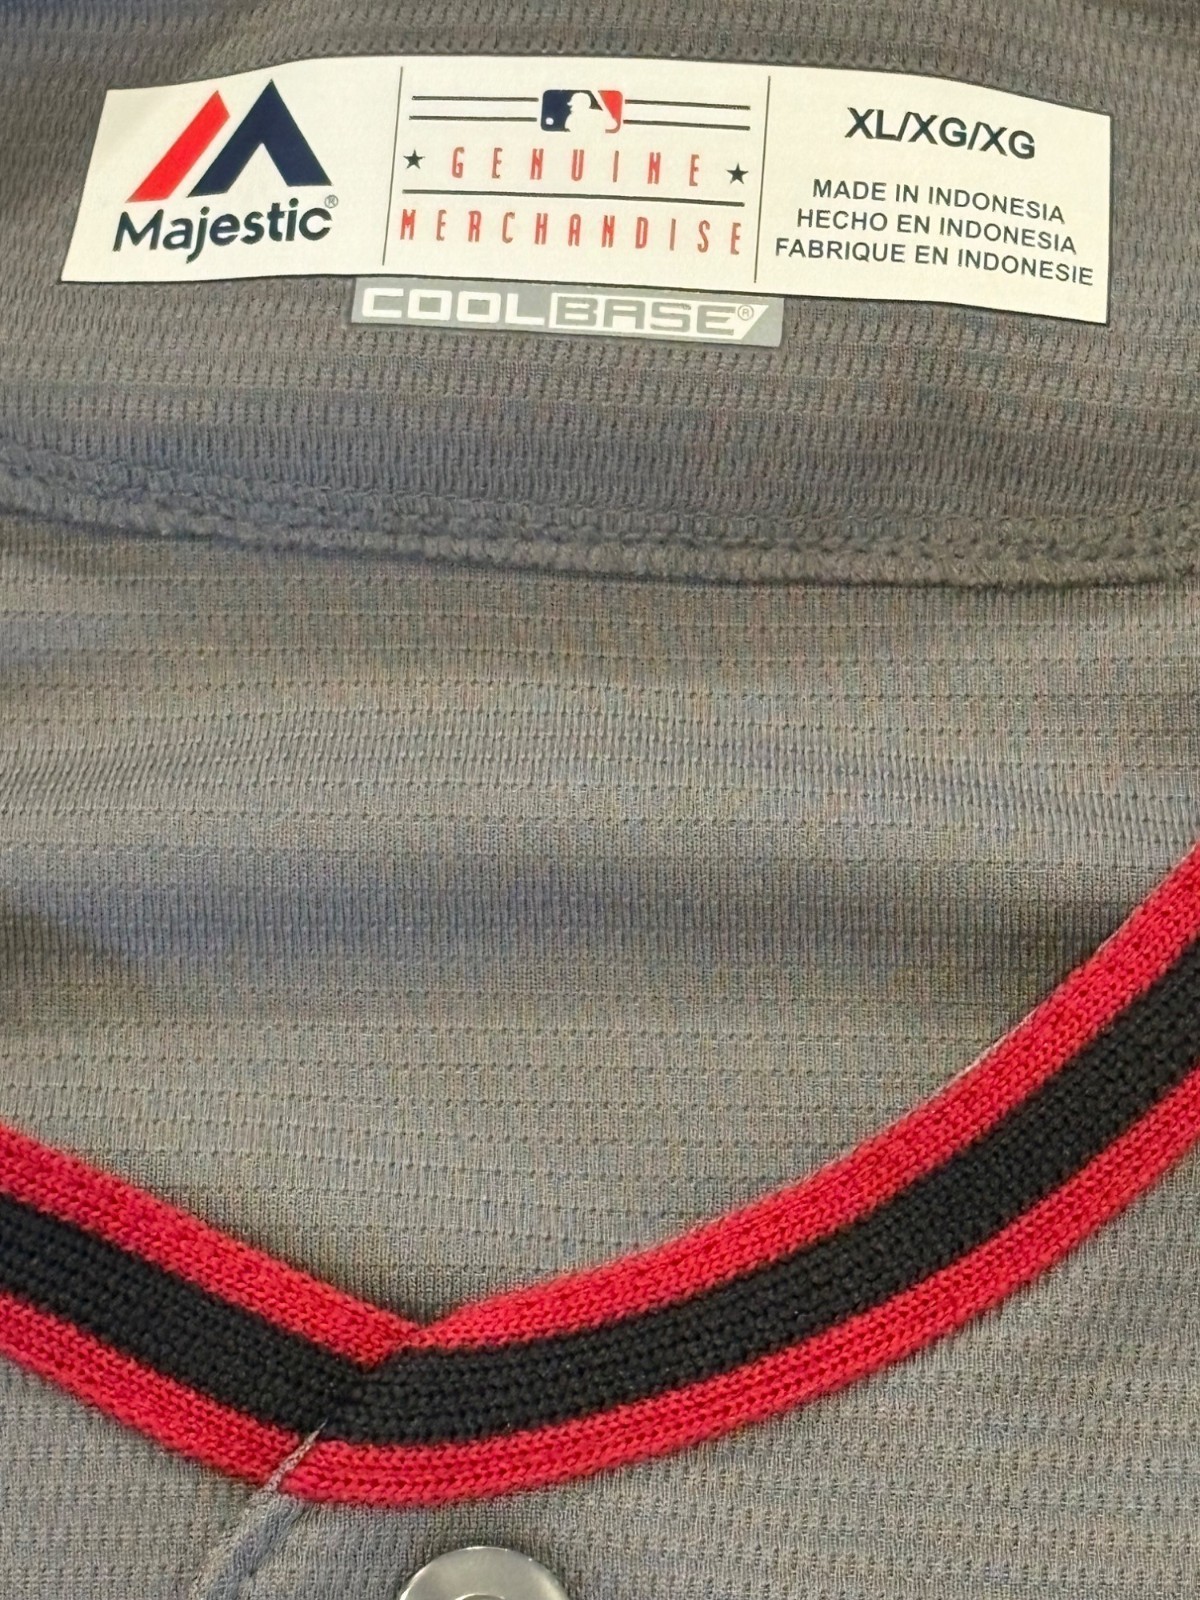 Majestic®
GENUINE
MERCHANDISE
XL/XG/XG
MADE IN INDONESIA
HECHO EN INDONESIA
FABRIQUE EN INDONESIE
COOLBASE®